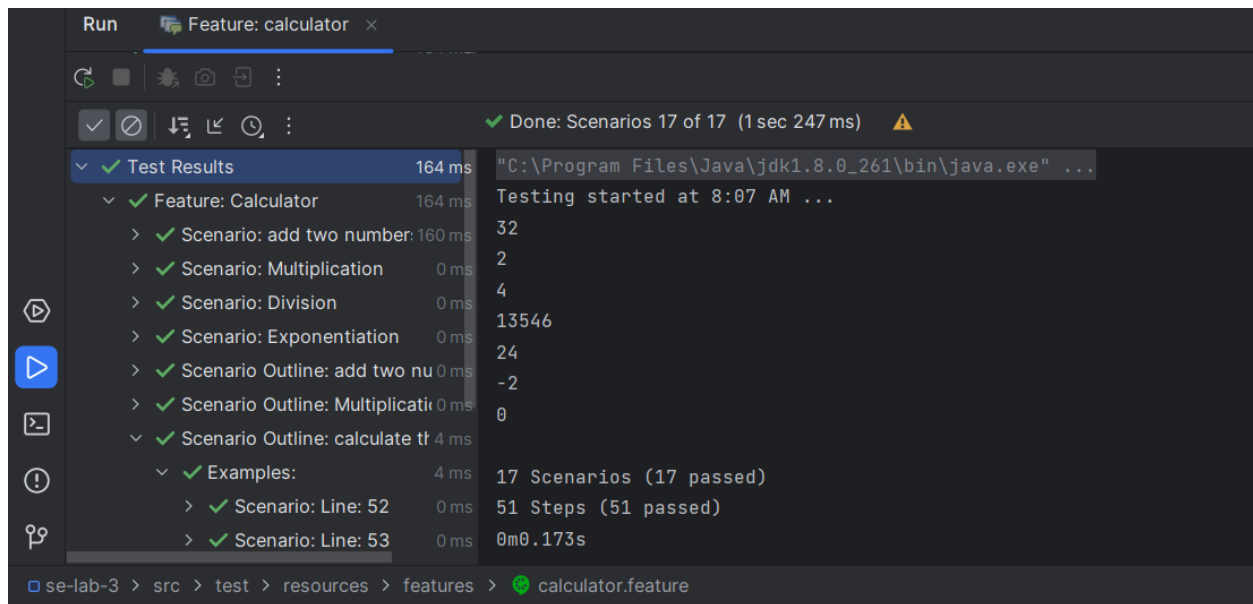 Run Feature: calculator
Done: Scenarios 17 of 17 (1 sec 247 ms)
Test Results 164 ms
Feature: Calculator 164 ms
Scenario: add two number 160 ms
Scenario: Multiplication 0 ms
Scenario: Division 0 ms
Scenario: Exponentiation 0 ms
Scenario Outline: add two nu 0 ms
Scenario Outline: Multiplicati 0 ms
Scenario Outline: calculate th 4 ms
Examples: 4 ms
Scenario: Line: 52 0 ms
Scenario: Line: 53 0 ms
"C:\Program Files\Java\jdk1.8.0_261\bin\java.exe" ...
Testing started at 8:07 AM ...
32
2
4
13546
24
-2
0
17 Scenarios (17 passed)
51 Steps (51 passed)
0m0.173s
se-lab-3 > src > test > resources > features > calculator.feature